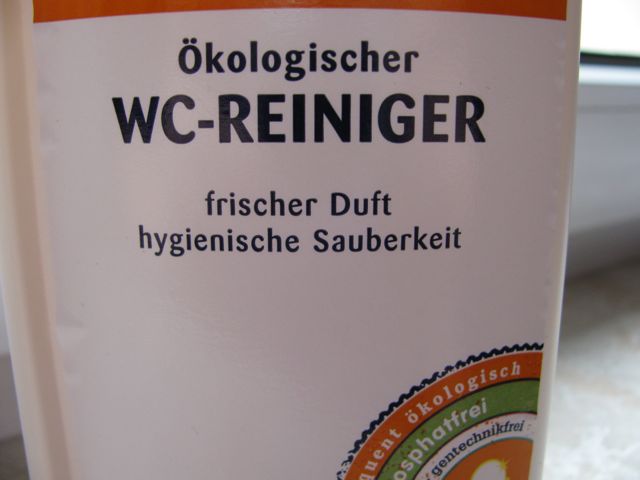 Ökologischer
WC-REINIGER
frischer Duft
hygienische Sauberkeit
ökologisch
gentechnikfrei